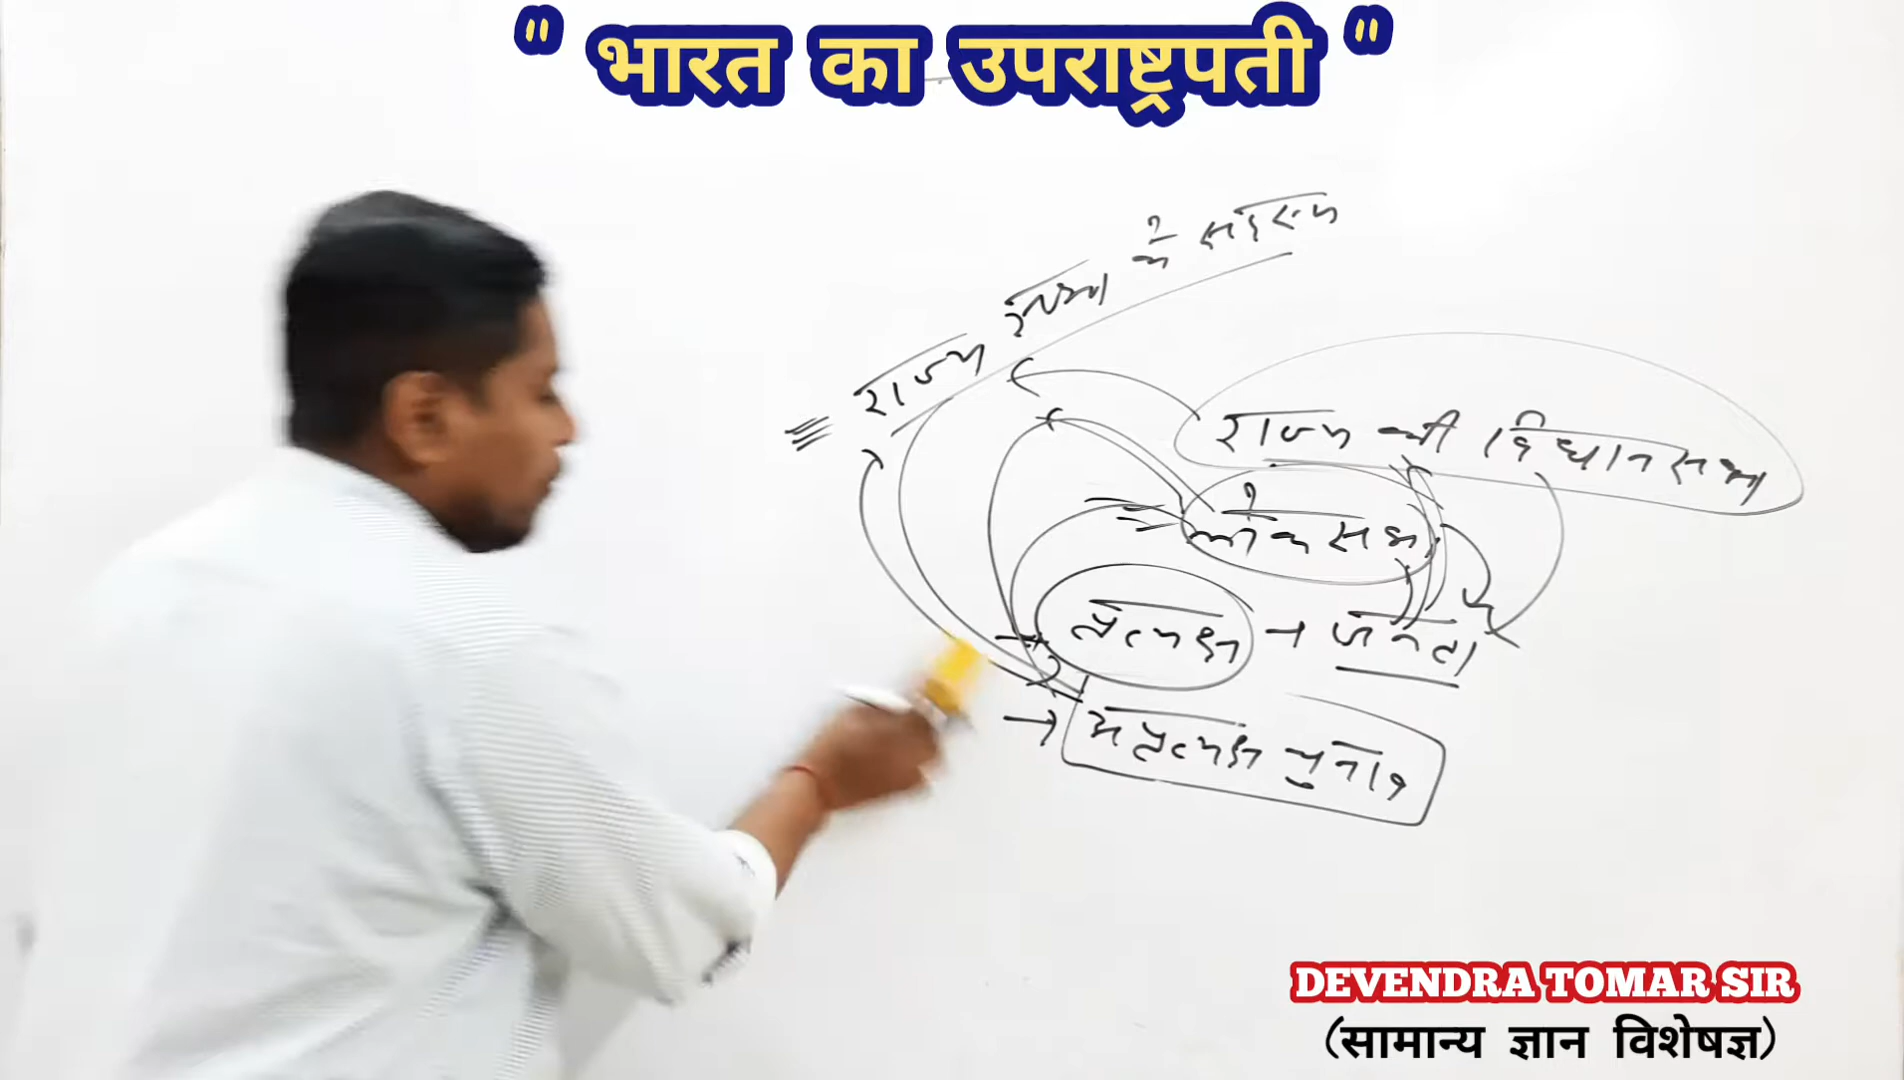 " भारत का उपराष्ट्रपती "
राज्य सभा के सदस्य
राज्य की विधानसभा
लोकसभा
प्रत्यक्ष → जनता
→ अप्रत्यक्ष चुनाव
DEVENDRA TOMAR SIR
(सामान्य ज्ञान विशेषज्ञ)